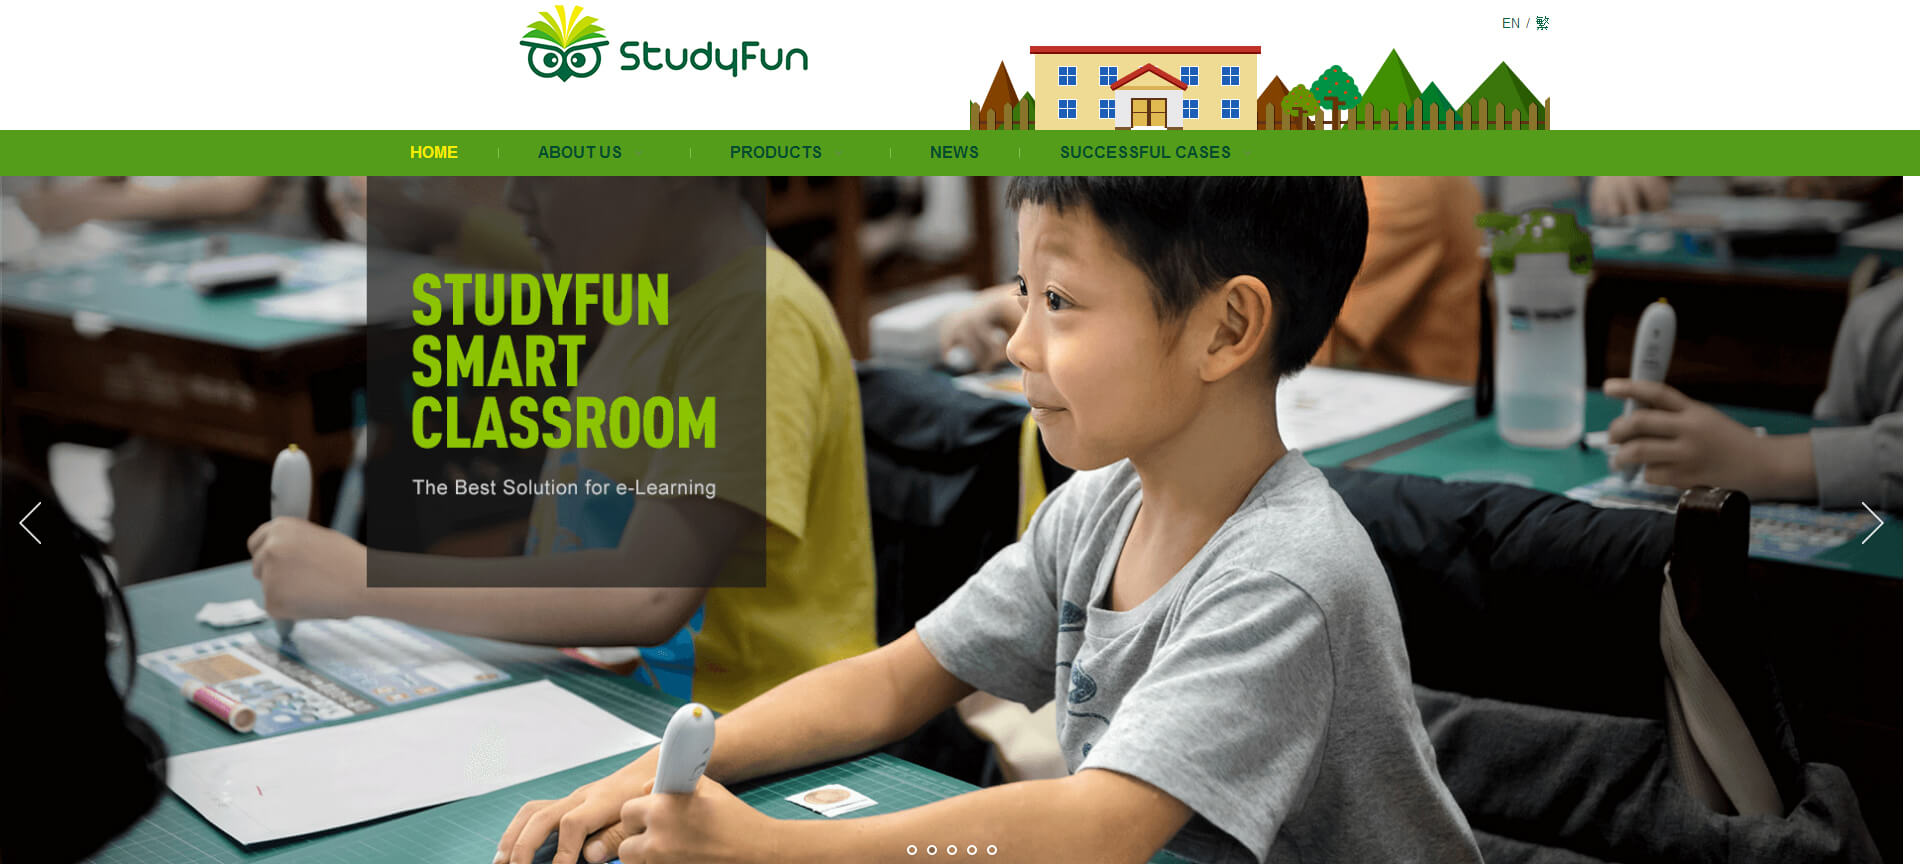 StudyFun
EN / 繁
HOME
ABOUT US
PRODUCTS
NEWS
SUCCESSFUL CASES
STUDYFUN
SMART
CLASSROOM
The Best Solution for e-Learning